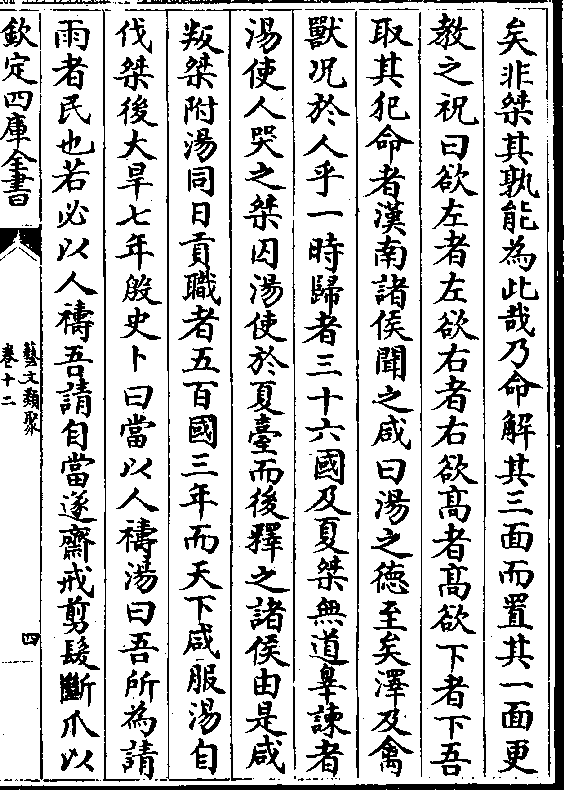 矣非桀其孰能為此哉乃命解其三面而置其一面更
教之祝曰欲左者左欲右者右欲髙者髙欲下者下吾
取其犯命者漢南諸侯聞之咸曰湯之徳至矣澤及禽
獸况於人乎一時歸者三十六國及夏桀無道辠諫者
湯使人哭之桀囚湯使於夏臺而後釋之諸侯由是咸
叛桀附湯同日貢職者五百國三年而天下咸服湯自
伐桀後大旱七年殷史卜曰當以人禱湯曰吾所為請
雨者民也若必以人禱吾請自當遂齋戒剪髮斷爪以
欽定四庫全書
藝文類聚
卷十二
四